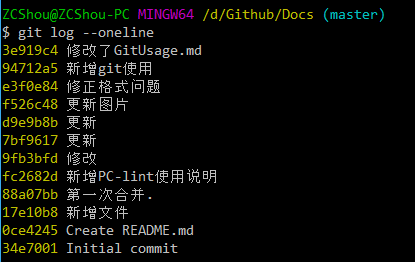 ZCShou@ZCShou-PC MINGW64 /d/Github/Docs (master)
$ git log --oneline
3e919c4 修改了GitUsage.md
94712a5 新增git使用
e3f0e84 修正格式问题
f526c48 更新图片
d9e9b8b 更新
7bf9617 更新
9fb3bfd 修改
fc2682d 新增PC-lint使用说明
88a07bb 第一次合并.
17e10b8 新增文件
0ce4245 Create README.md
34e7001 Initial commit